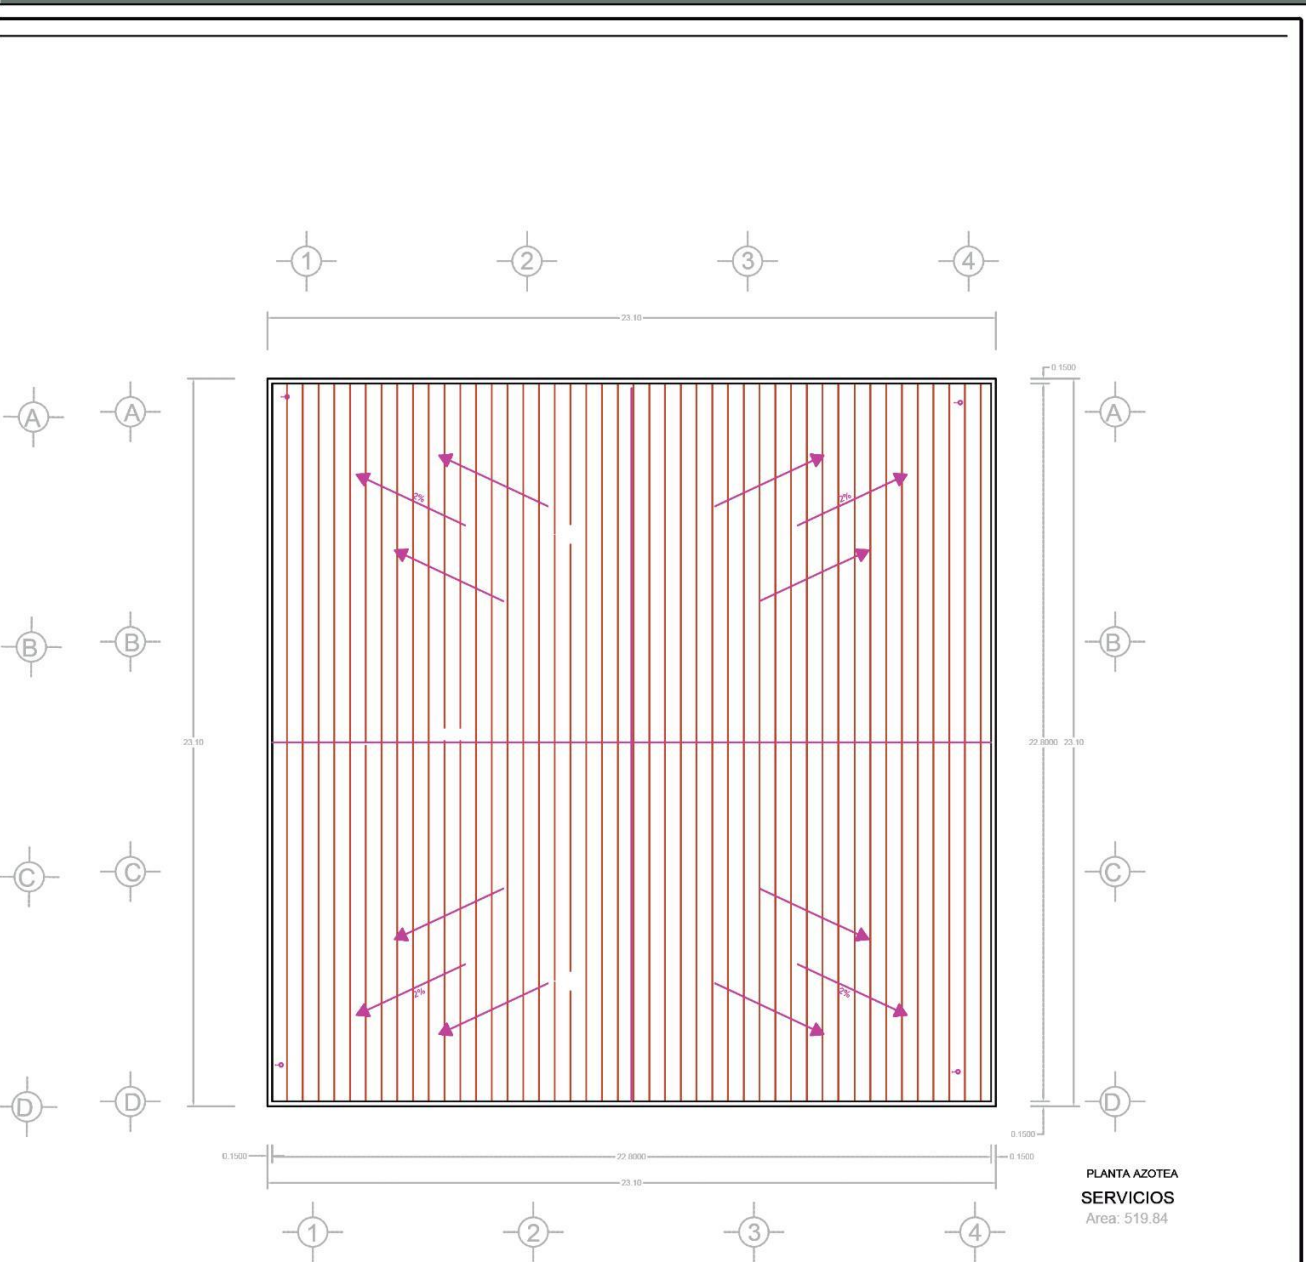 1 2 3 4
23.10
0.1500
A A A
2% 2%
B B B
23.10 22.8000 23.10
C C C
2% 2%
D D D
0.1500
0.1500 22.8000 0.1500
23.10
PLANTA AZOTEA
SERVICIOS
Area: 519.84
1 2 3 4